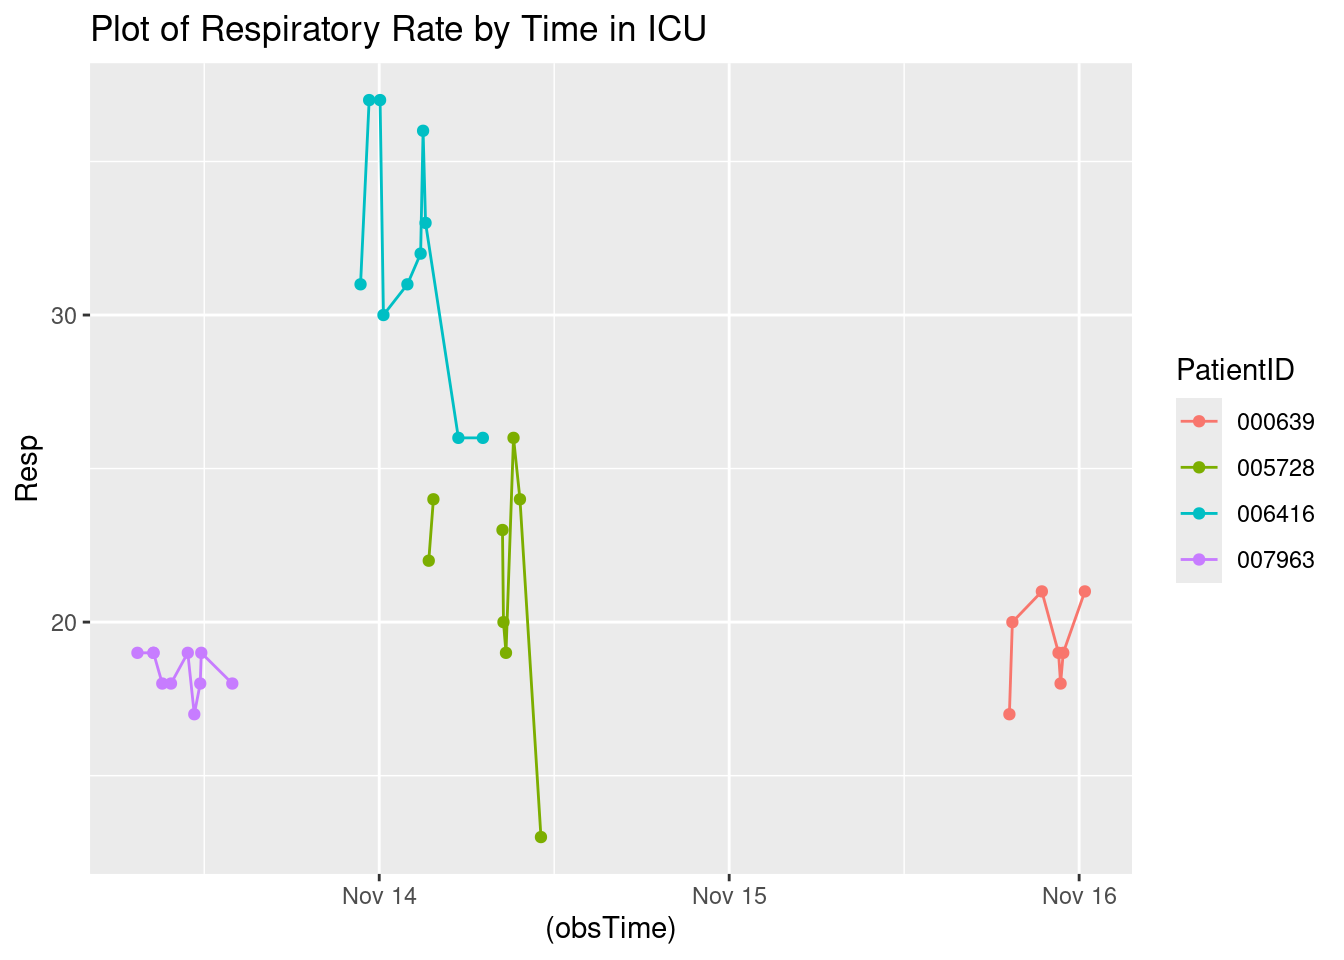 Plot of Respiratory Rate by Time in ICU
Resp
30
20
Nov 14
Nov 15
Nov 16
(obsTime)
PatientID
000639
005728
006416
007963